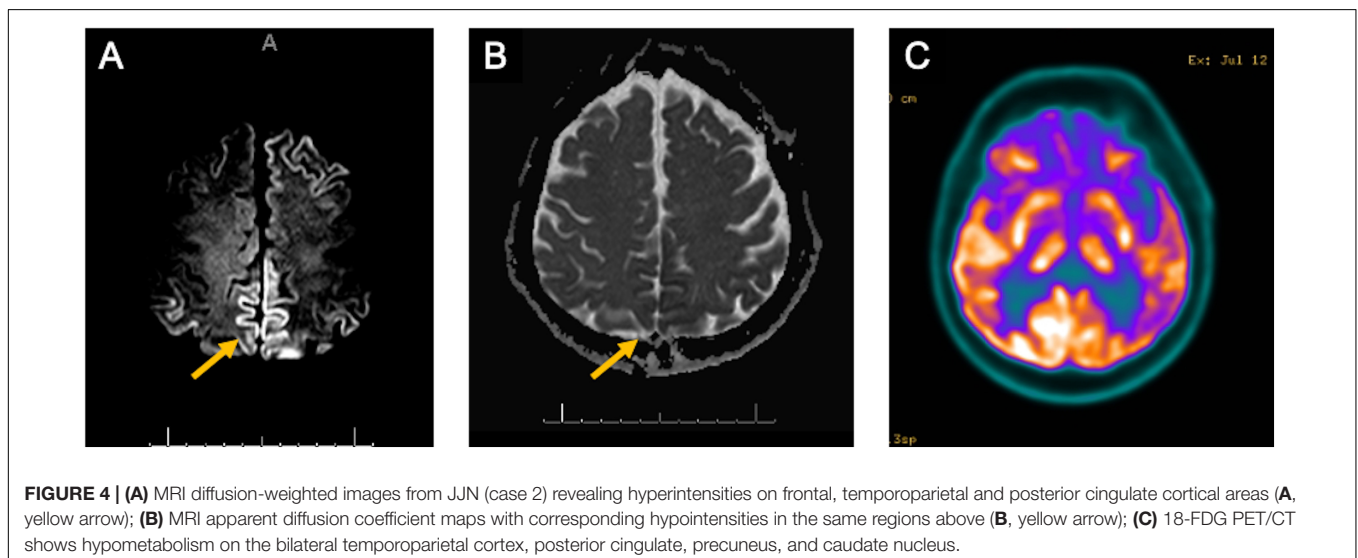 A
A
Ex: Jul 12
cm
.3sp
B
C
FIGURE 4 | (A) MRI diffusion-weighted images from JJN (case 2) revealing hyperintensities on frontal, temporoparietal and posterior cingulate cortical areas (A,
yellow arrow); (B) MRI apparent diffusion coefficient maps with corresponding hypointensities in the same regions above (B, yellow arrow); (C) 18-FDG PET/CT
shows hypometabolism on the bilateral temporoparietal cortex, posterior cingulate, precuneus, and caudate nucleus.